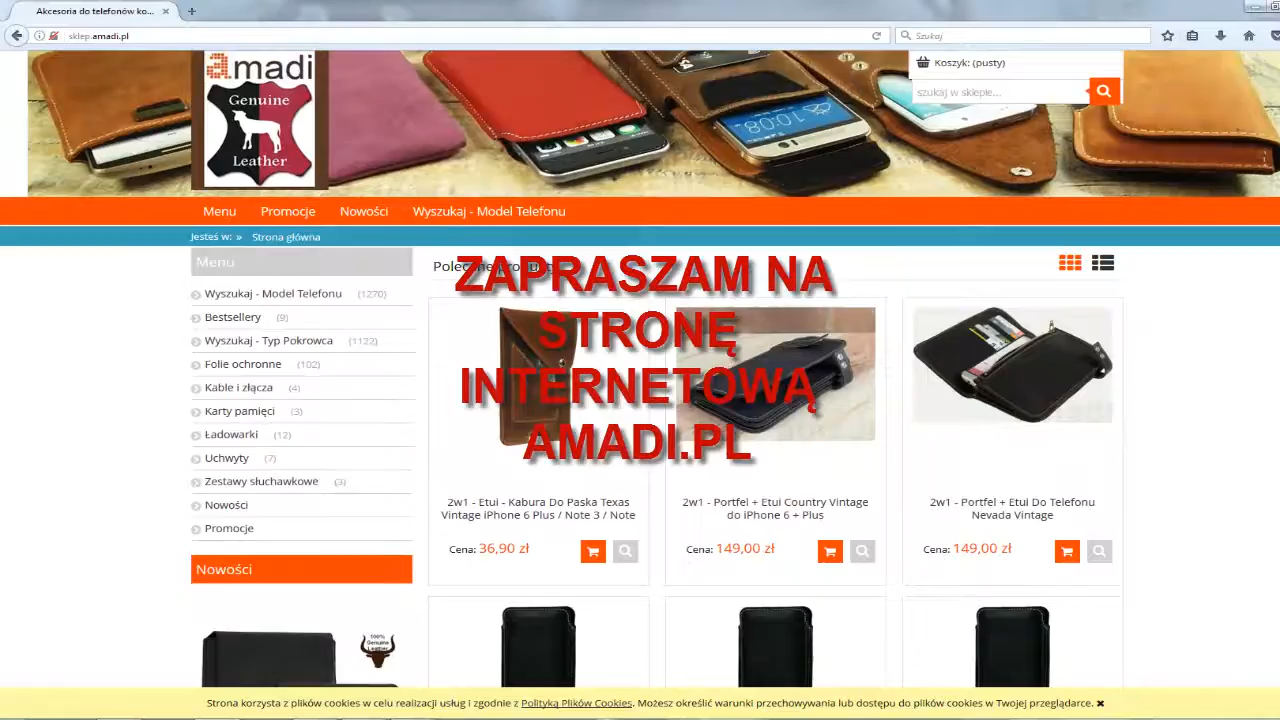 Akcesoria do telefonów ko...
sklep.amadi.pl
Szukaj
amadi
Genuine
Leather
Koszyk: (pusty)
szukaj w sklepie...
Menu
Promocje
Nowości
Wyszukaj - Model Telefonu
Jesteś w: »
Strona główna
Menu
Wyszukaj - Model Telefonu (1270)
Bestsellery (9)
Wyszukaj - Typ Pokrowca (1122)
Folie ochronne (102)
Kable i złącza (4)
Karty pamięci (3)
Ładowarki (12)
Uchwyty (7)
Zestawy słuchawkowe (3)
Nowości
Promocje
Nowości
100%
Genuine
Leather
Polecane produkty
ZAPRASZAM NA
STRONĘ
INTERNETOWĄ
AMADI.PL
2w1 - Etui - Kabura Do Paska Texas
Vintage iPhone 6 Plus / Note 3 / Note
Cena: 36,90 zł
2w1 - Portfel + Etui Country Vintage
do iPhone 6 + Plus
Cena: 149,00 zł
2w1 - Portfel + Etui Do Telefonu
Nevada Vintage
Cena: 149,00 zł
Strona korzysta z plików cookies w celu realizacji usług i zgodnie z Polityką Plików Cookies. Możesz określić warunki przechowywania lub dostępu do plików cookies w Twojej przeglądarce.